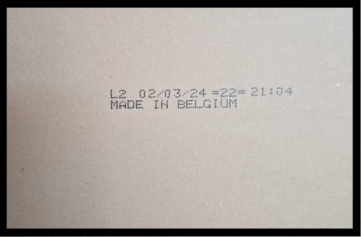 L2 02/03/24 =22= 21:04
MADE IN BELGIUM